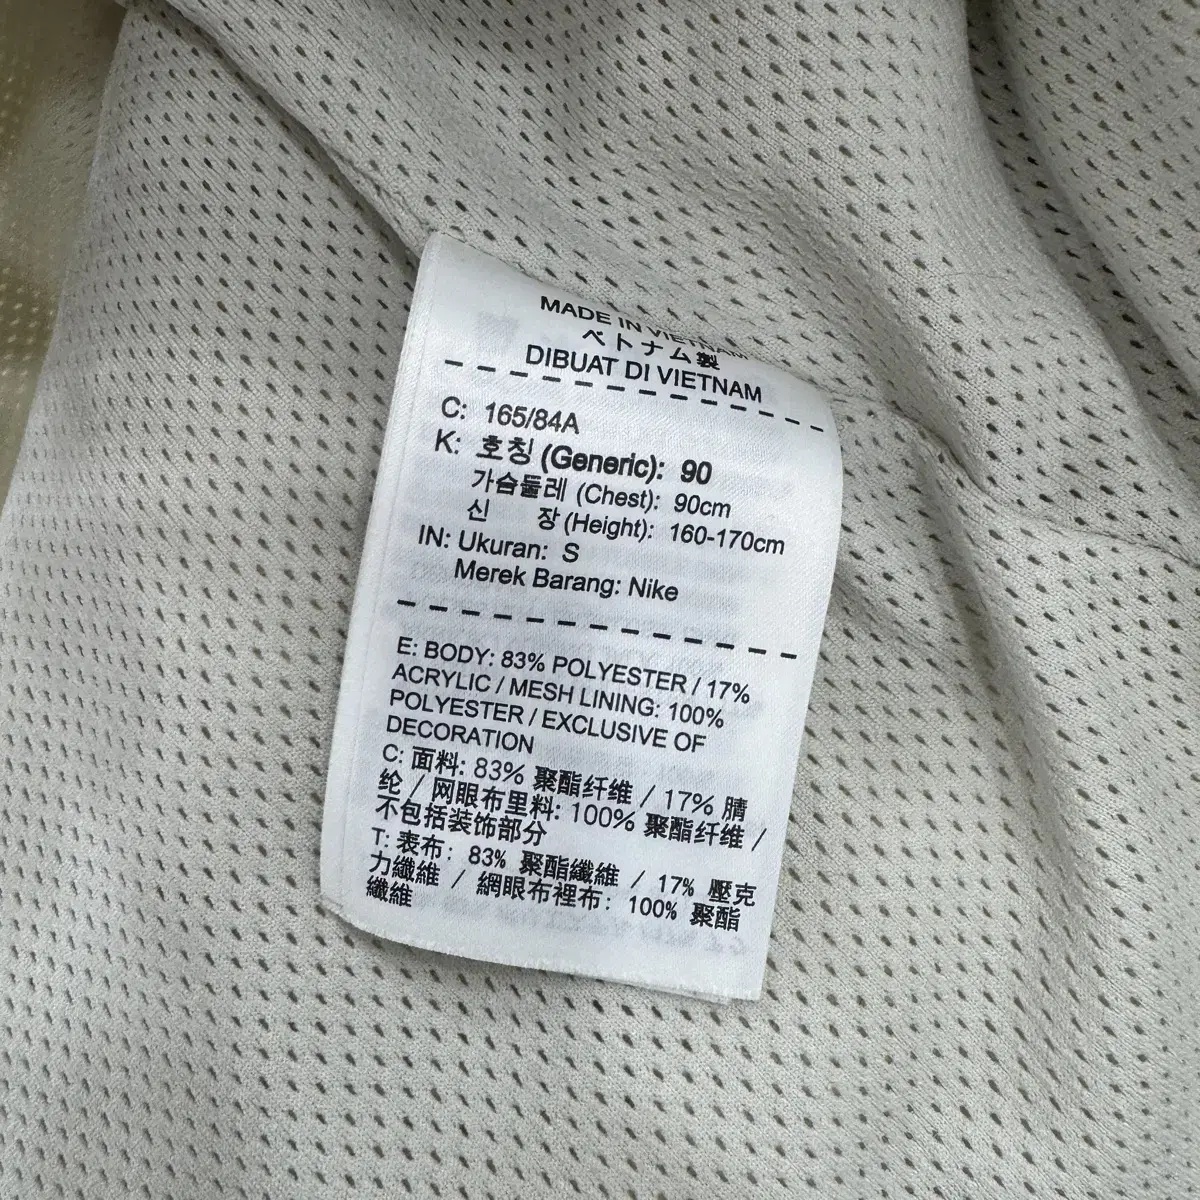 MADE IN VIETNAM
ベトナム製
DIBUAT DI VIETNAM
C: 165/84A
K: 호칭 (Generic): 90
가슴둘레 (Chest): 90cm
신 장 (Height): 160-170cm
IN: Ukuran: S
Merek Barang: Nike
E: BODY: 83% POLYESTER / 17%
ACRYLIC / MESH LINING: 100%
POLYESTER / EXCLUSIVE OF
DECORATION
C: 面料: 83% 聚酯纤维 / 17% 腈
纶 / 网眼布里料: 100% 聚酯纤维 /
不包括装饰部分
T: 表布: 83% 聚酯纖維 / 17% 壓克
力纖維 / 網眼布裡布: 100% 聚酯
纖維